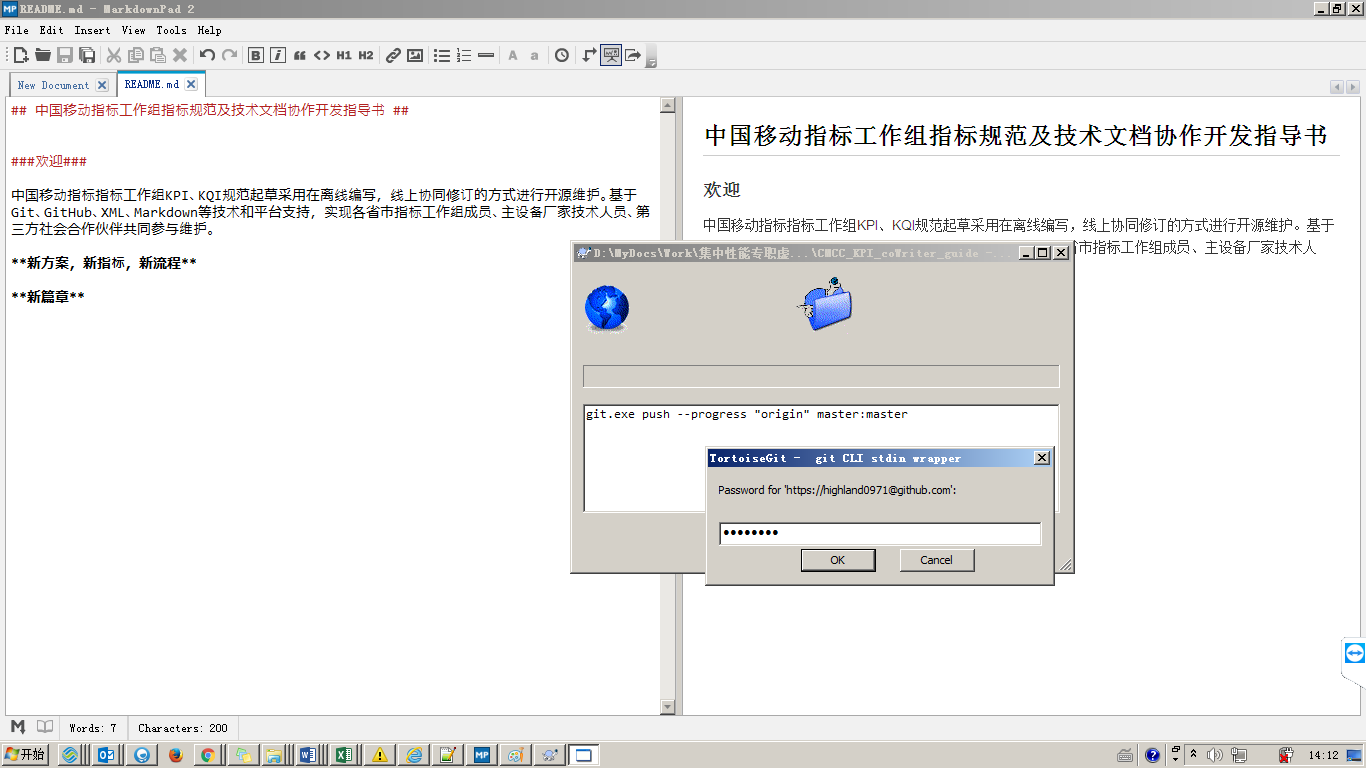 MP README.md - MarkdownPad 2
File Edit Insert View Tools Help
B i H1 H2 A a
New Document README.md
## 中国移动指标工作组指标规范及技术文档协作开发指导书 ##
###欢迎###
中国移动指标指标工作组KPI、KQI规范起草采用在离线编写，线上协同修订的方式进行开源维护。基于
Git、GitHub、XML、Markdown等技术和平台支持，实现各省市指标工作组成员、主设备厂家技术人员、第
三方社会合作伙伴共同参与维护。
**新方案，新指标，新流程**
**新篇章**
中国移动指标工作组指标规范及技术文档协作开发指导书
欢迎
中国移动指标指标工作组KPI、KQI规范起草采用在离线编写，线上协同修订的方式进行开源维护。基于
省市指标工作组成员、主设备厂家技术人
D:\MyDocs\Work\集中性能专职虚...\CMCC_KPI_coWriter_guide -...
git.exe push --progress "origin" master:master
TortoiseGit - git CLI stdin wrapper
Password for 'https://highland0971@github.com':
••••••••
OK Cancel
Words: 7 Characters: 200
开始 MP 14:12